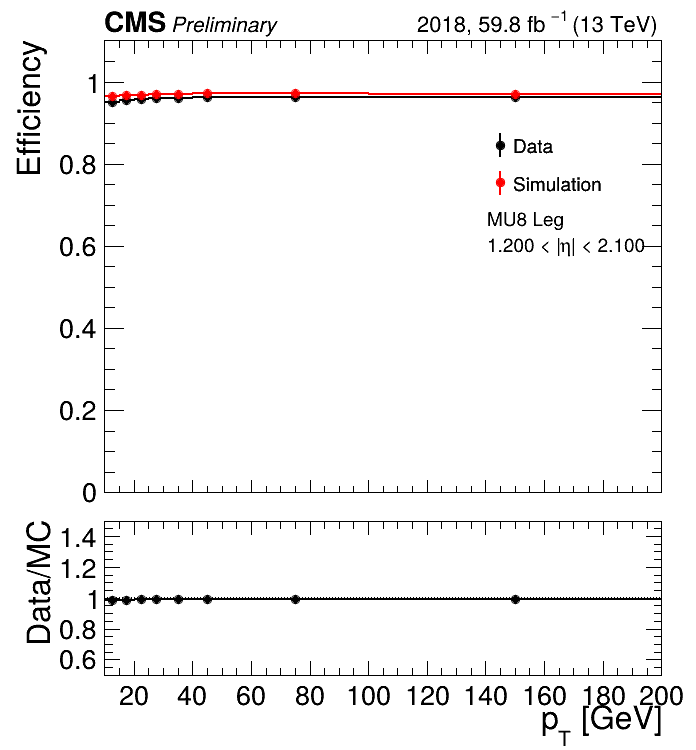 CMS Preliminary 2018, 59.8 fb⁻¹ (13 TeV)
Efficiency
1
0.8
0.6
0.4
0.2
0
Data
Simulation
MU8 Leg
1.200 < |η| < 2.100
Data/MC
1.4
1.2
1
0.8
0.6
20 40 60 80 100 120 140 160 180 200
p_T [GeV]